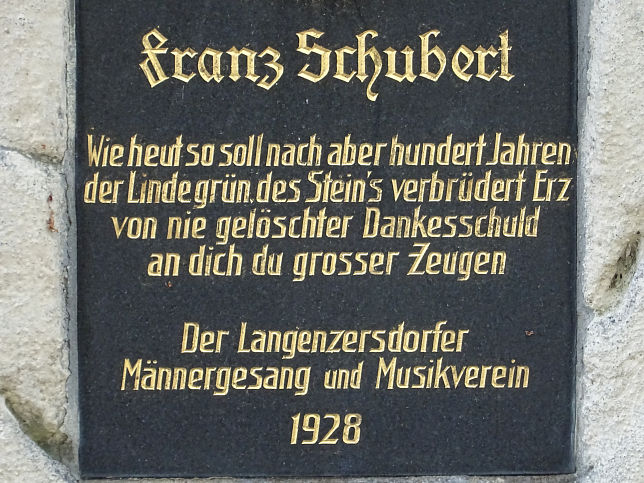 Franz Schubert
Wie heut so soll nach aber hundert Jahren
der Linde grün, des Stein's verbrüdert Erz
von nie gelöschter Dankesschuld
an dich du grosser Zeugen
Der Langenzersdorfer
Männergesang und Musikverein
1928